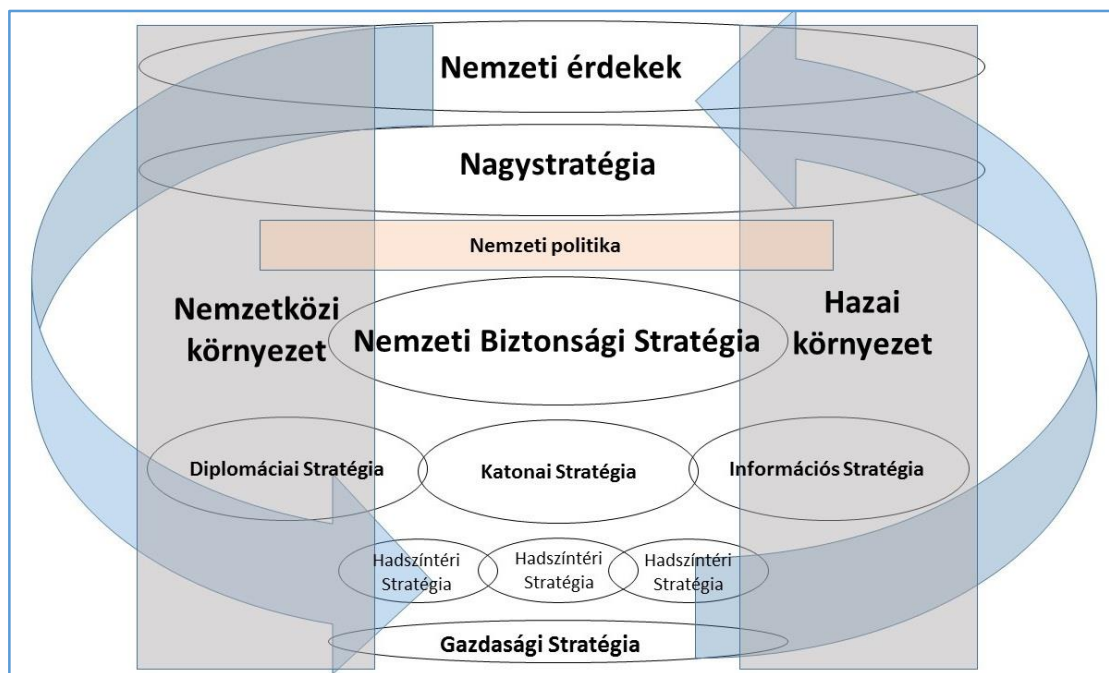 Nemzeti érdekek
Nagystratégia
Nemzeti politika
Nemzetközi
környezet
Nemzeti Biztonsági Stratégia
Hazai
környezet
Diplomáciai Stratégia
Katonai Stratégia
Információs Stratégia
Hadszíntéri
Stratégia
Hadszíntéri
Stratégia
Hadszíntéri
Stratégia
Gazdasági Stratégia